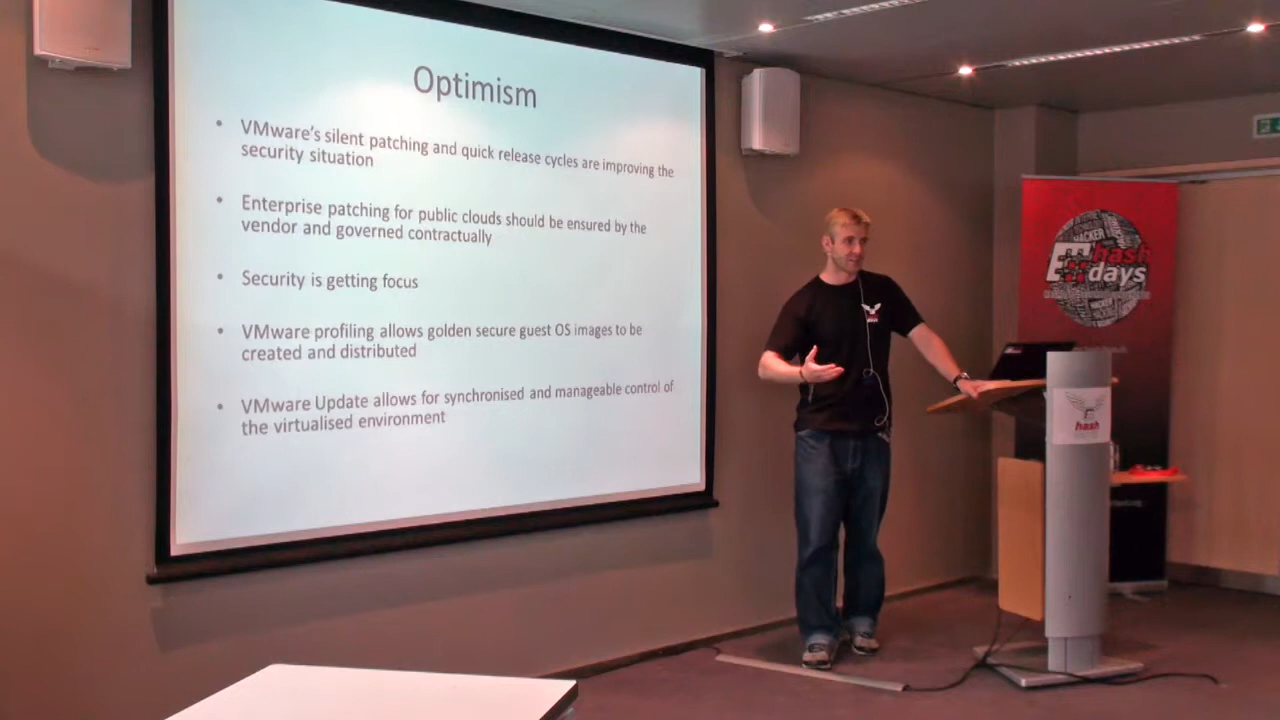 Optimism
• VMware's silent patching and quick release cycles are improving the
security situation
• Enterprise patching for public clouds should be ensured by the
vendor and governed contractually
• Security is getting focus
• VMware profiling allows golden secure guest OS images to be
created and distributed
• VMware Update allows for synchronised and manageable control of
the virtualised environment
HACKER
hash
days
hash